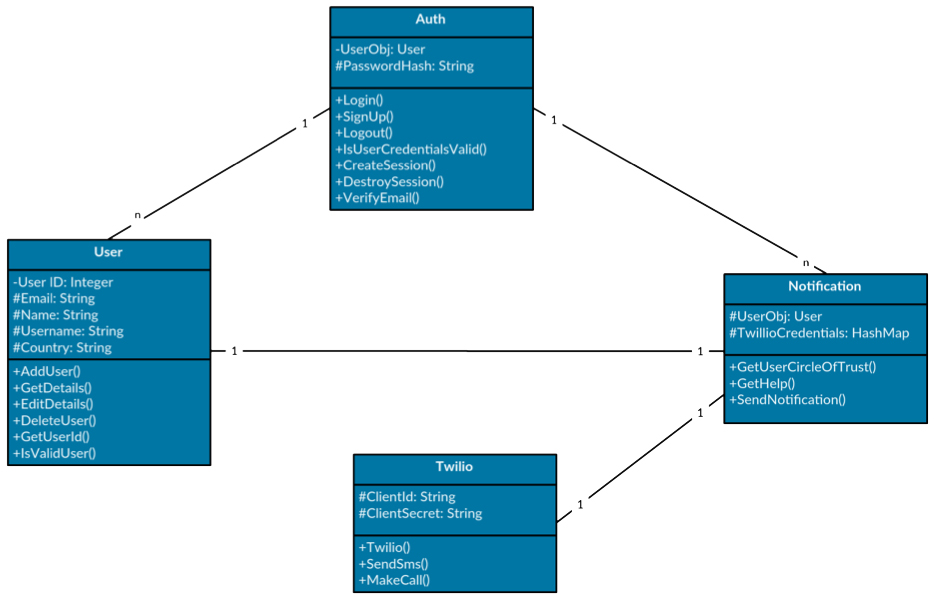 Auth
-UserObj: User
#PasswordHash: String
+Login()
+SignUp()
+Logout()
+IsUserCredentialsValid()
+CreateSession()
+DestroySession()
+VerifyEmail()
1
1
n
n
User
-User ID: Integer
#Email: String
#Name: String
#Username: String
#Country: String
+AddUser()
+GetDetails()
+EditDetails()
+DeleteUser()
+GetUserId()
+IsValidUser()
1
1
Notification
#UserObj: User
#TwillioCredentials: HashMap
+GetUserCircleOfTrust()
+GetHelp()
+SendNotification()
1
1
Twilio
#ClientId: String
#ClientSecret: String
+Twilio()
+SendSms()
+MakeCall()